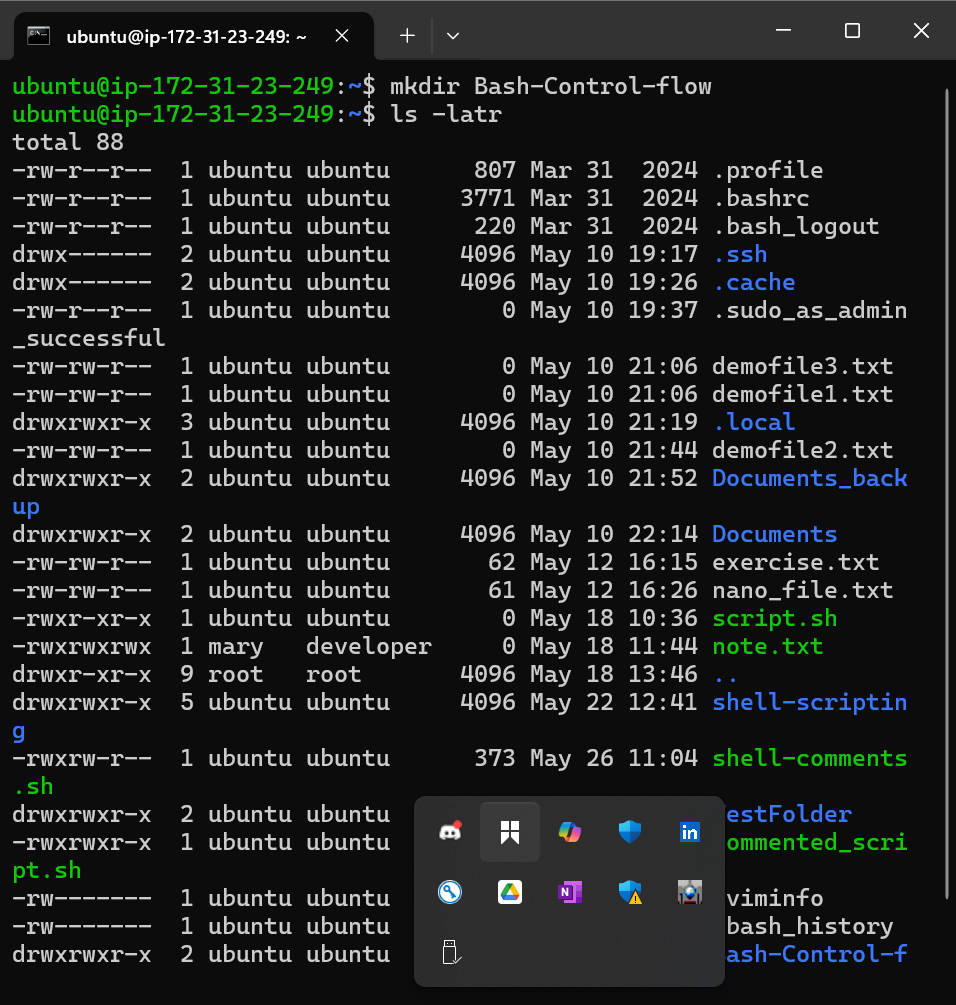 ubuntu@ip-172-31-23-249: ~
ubuntu@ip-172-31-23-249:~$ mkdir Bash-Control-flow
ubuntu@ip-172-31-23-249:~$ ls -latr
total 88
-rw-r--r--  1 ubuntu ubuntu      807 Mar 31  2024 .profile
-rw-r--r--  1 ubuntu ubuntu     3771 Mar 31  2024 .bashrc
-rw-r--r--  1 ubuntu ubuntu      220 Mar 31  2024 .bash_logout
drwx------  2 ubuntu ubuntu     4096 May 10 19:17 .ssh
drwx------  2 ubuntu ubuntu     4096 May 10 19:26 .cache
-rw-r--r--  1 ubuntu ubuntu        0 May 10 19:37 .sudo_as_admin
_successful
-rw-rw-r--  1 ubuntu ubuntu        0 May 10 21:06 demofile3.txt
-rw-rw-r--  1 ubuntu ubuntu        0 May 10 21:06 demofile1.txt
drwxrwxr-x  3 ubuntu ubuntu     4096 May 10 21:19 .local
-rw-rw-r--  1 ubuntu ubuntu        0 May 10 21:44 demofile2.txt
drwxrwxr-x  2 ubuntu ubuntu     4096 May 10 21:52 Documents_back
up
drwxrwxr-x  2 ubuntu ubuntu     4096 May 10 22:14 Documents
-rw-rw-r--  1 ubuntu ubuntu       62 May 12 16:15 exercise.txt
-rw-rw-r--  1 ubuntu ubuntu       61 May 12 16:26 nano_file.txt
-rwxr-xr-x  1 ubuntu ubuntu        0 May 18 10:36 script.sh
-rwxrwxrwx  1 mary   developer     0 May 18 11:44 note.txt
drwxr-xr-x  9 root   root       4096 May 18 13:46 ..
drwxrwxr-x  5 ubuntu ubuntu     4096 May 22 12:41 shell-scriptin
g
-rwxrw-r--  1 ubuntu ubuntu      373 May 26 11:04 shell-comments
.sh
drwxrwxr-x  2 ubuntu ubuntu estFolder
-rwxrwxr-x  1 ubuntu ubuntu ommented_scri
pt.sh
-rw-------  1 ubuntu ubuntu viminfo
-rw-------  1 ubuntu ubuntu bash_history
drwxrwxr-x  2 ubuntu ubuntu ash-Control-f
in
N